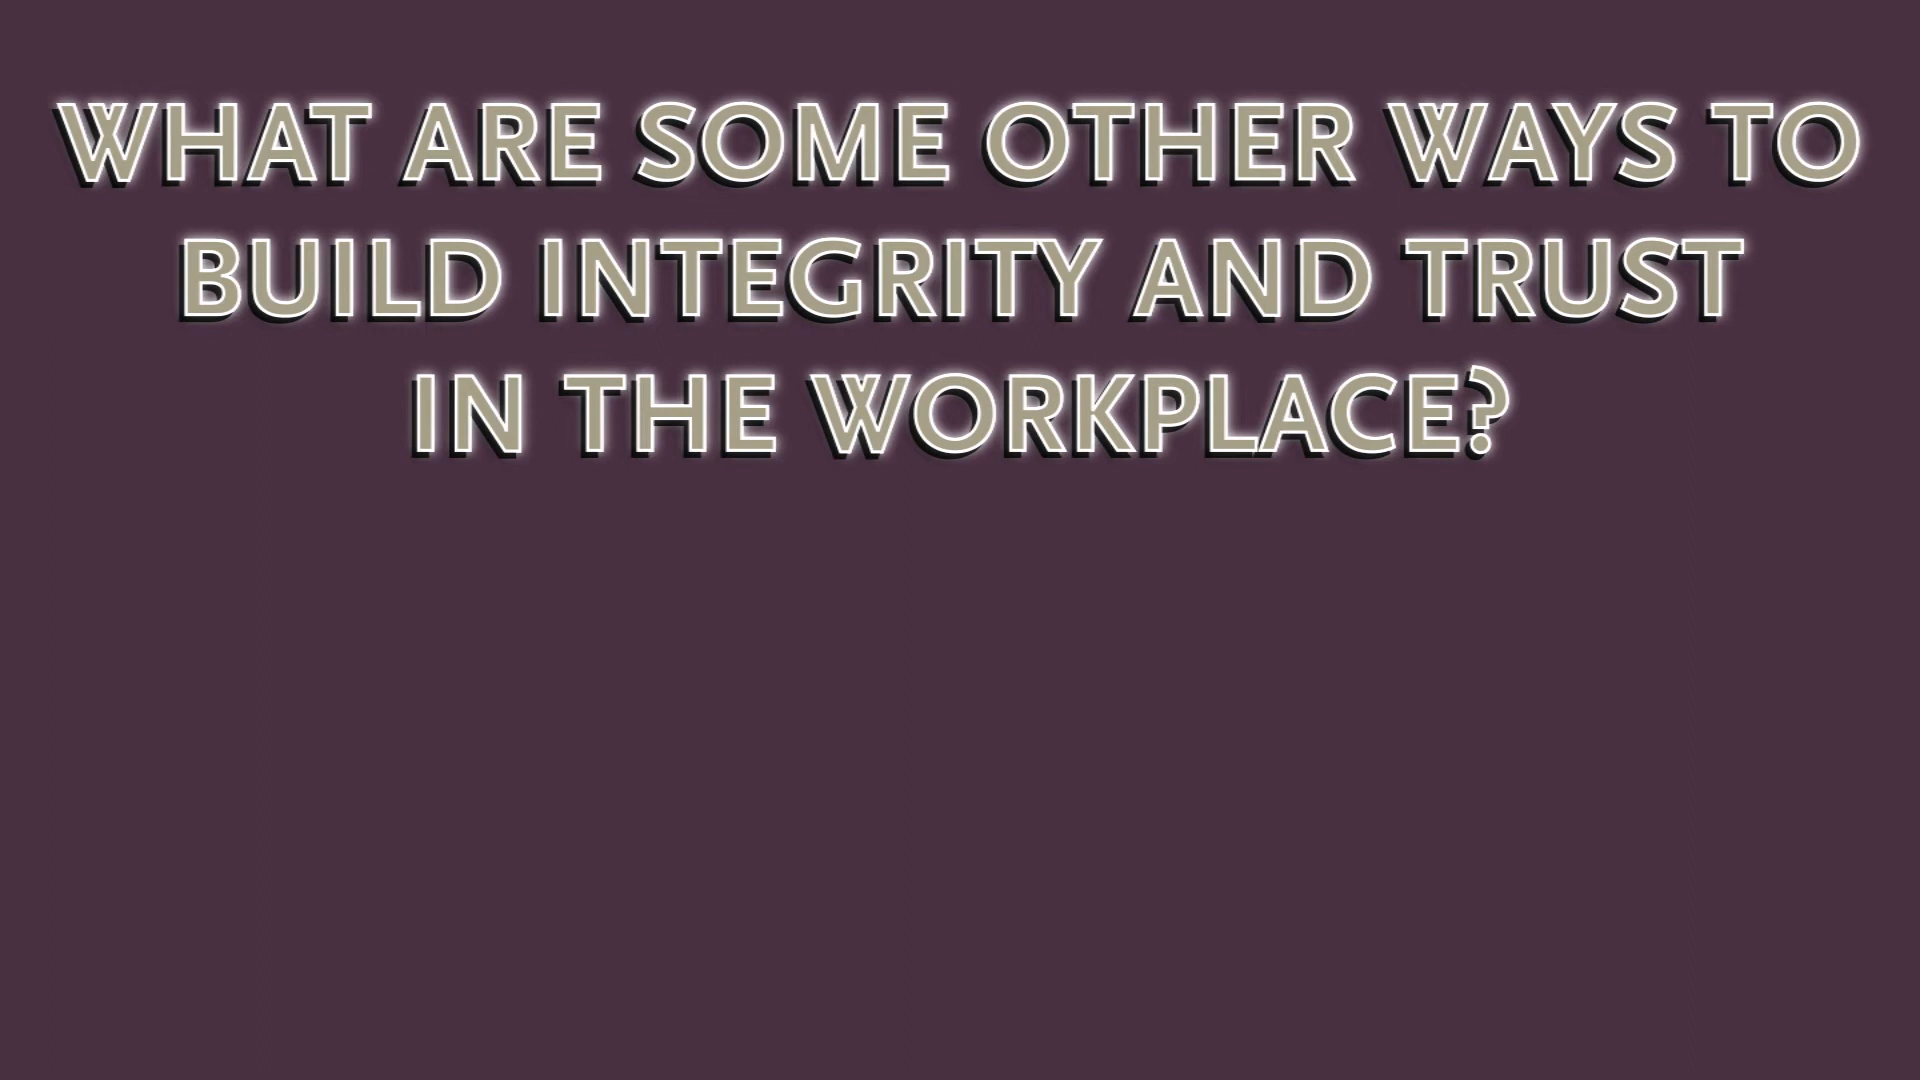 WHAT ARE SOME OTHER WAYS TO
BUILD INTEGRITY AND TRUST
IN THE WORKPLACE?